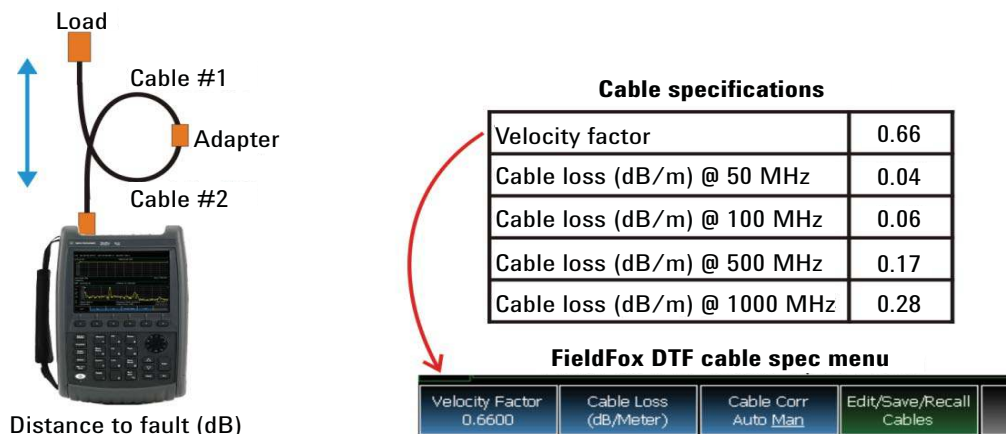 Load
Cable #1
Adapter
Cable #2
Distance to fault (dB)
Cable specifications
Velocity factor 0.66
Cable loss (dB/m) @ 50 MHz 0.04
Cable loss (dB/m) @ 100 MHz 0.06
Cable loss (dB/m) @ 500 MHz 0.17
Cable loss (dB/m) @ 1000 MHz 0.28
FieldFox DTF cable spec menu
Velocity Factor Cable Loss Cable Corr Edit/Save/Recall
0.6600 (dB/Meter) Auto Man Cables